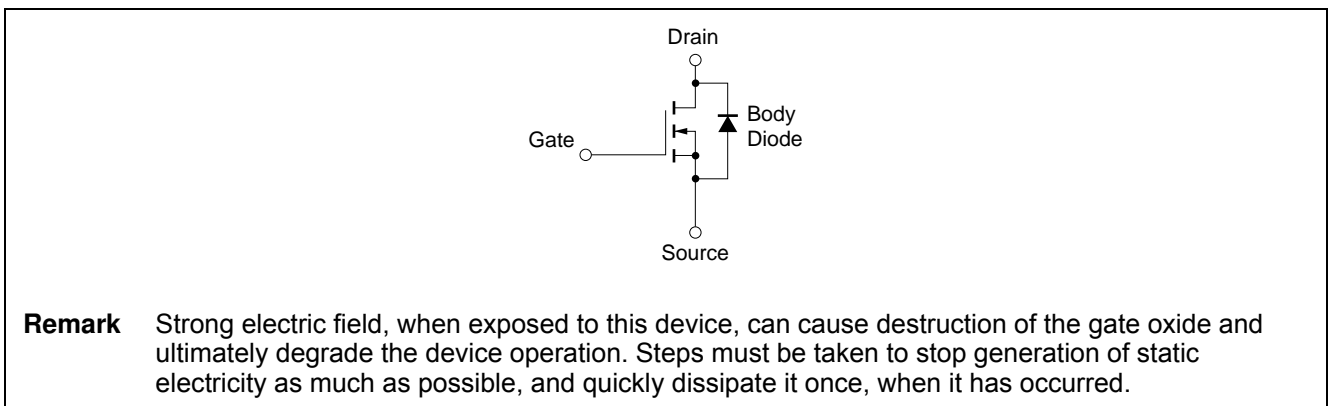 Drain
Body
Diode
Gate
Source
Remark Strong electric field, when exposed to this device, can cause destruction of the gate oxide and
ultimately degrade the device operation. Steps must be taken to stop generation of static
electricity as much as possible, and quickly dissipate it once, when it has occurred.